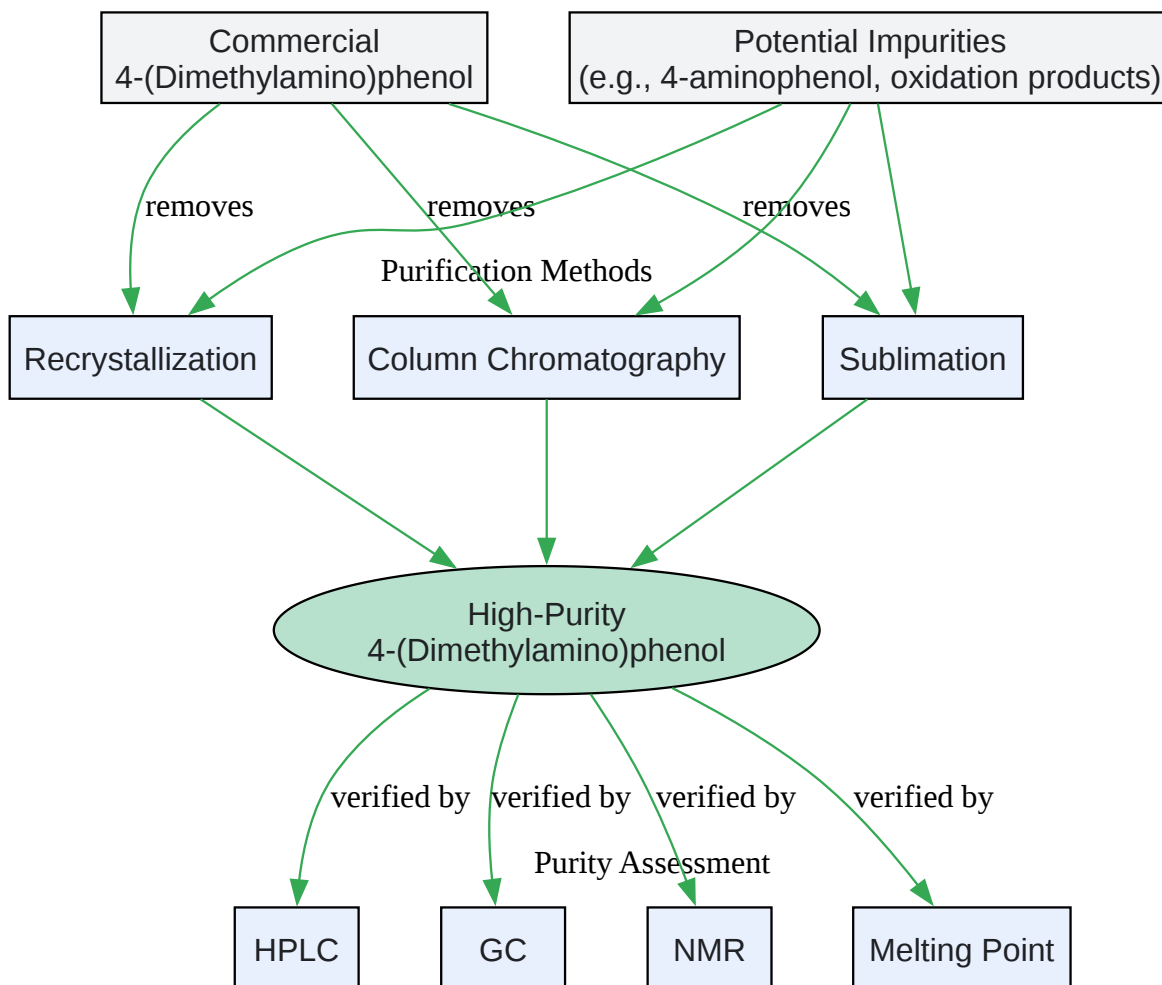 Commercial
4-(Dimethylamino)phenol
Potential Impurities
(e.g., 4-aminophenol, oxidation products)
removes
removes
removes
Purification Methods
Recrystallization
Column Chromatography
Sublimation
High-Purity
4-(Dimethylamino)phenol
verified by
verified by
verified by
verified by
Purity Assessment
HPLC
GC
NMR
Melting Point